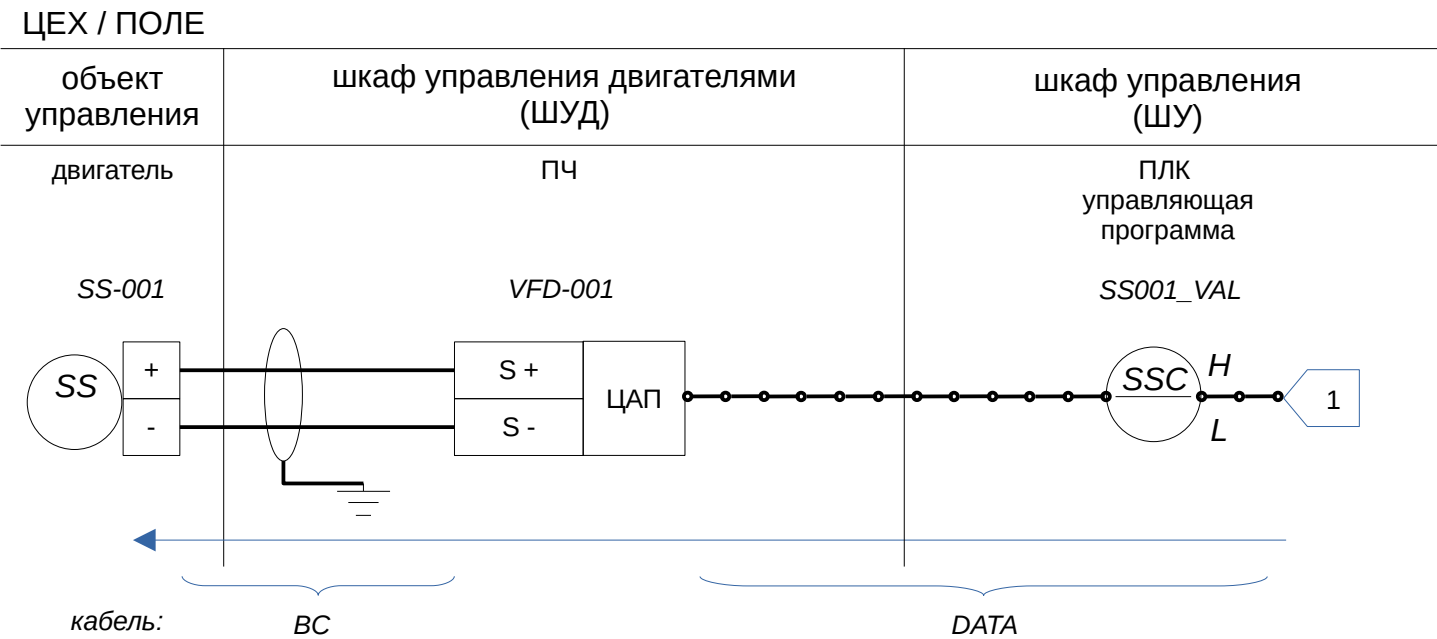 ЦЕХ / ПОЛЕ
объект
управления
шкаф управления двигателями
(ШУД)
шкаф управления
(ШУ)
двигатель
ПЧ
ПЛК
управляющая
программа
SS-001
VFD-001
SS001_VAL
SS
+
-
S +
S -
ЦАП
SSC
H
L
1
кабель:
BC
DATA